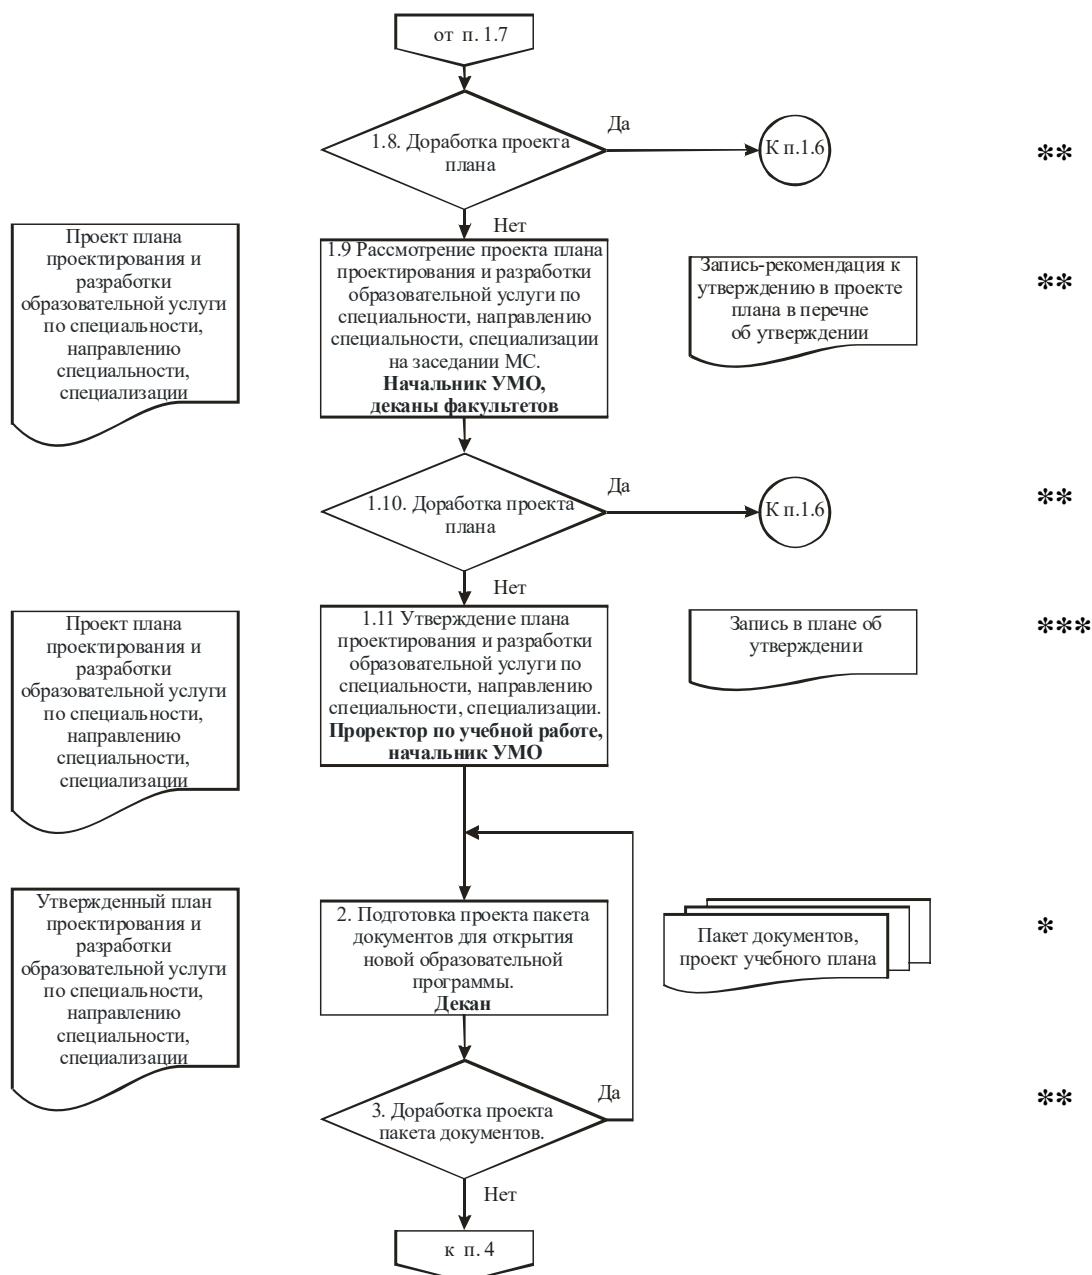 от п. 1.7
1.8. Доработка проекта
плана
Да
К п.1.6
**
Нет
Проект плана
проектирования и
разработки
образовательной услуги
по специальности,
направлению
специальности,
специализации
1.9 Рассмотрение проекта плана
проектирования и разработки
образовательной услуги по
специальности, направлению
специальности, специализации
на заседании МС.
Начальник УМО,
деканы факультетов
Запись-рекомендация к
утверждению в проекте
плана в перечне
об утверждении
**
1.10. Доработка проекта
плана
Да
К п.1.6
**
Нет
Проект плана
проектирования и
разработки
образовательной услуги
по специальности,
направлению
специальности,
специализации
1.11 Утверждение плана
проектирования и разработки
образовательной услуги по
специальности, направлению
специальности, специализации.
Проректор по учебной работе,
начальник УМО
Запись в плане об
утверждении
***
Утвержденный план
проектирования и
разработки
образовательной услуги
по специальности,
направлению
специальности,
специализации
2. Подготовка проекта пакета
документов для открытия
новой образовательной
программы.
Декан
Пакет документов,
проект учебного плана
*
3. Доработка проекта
пакета документов.
Да
**
Нет
к п. 4